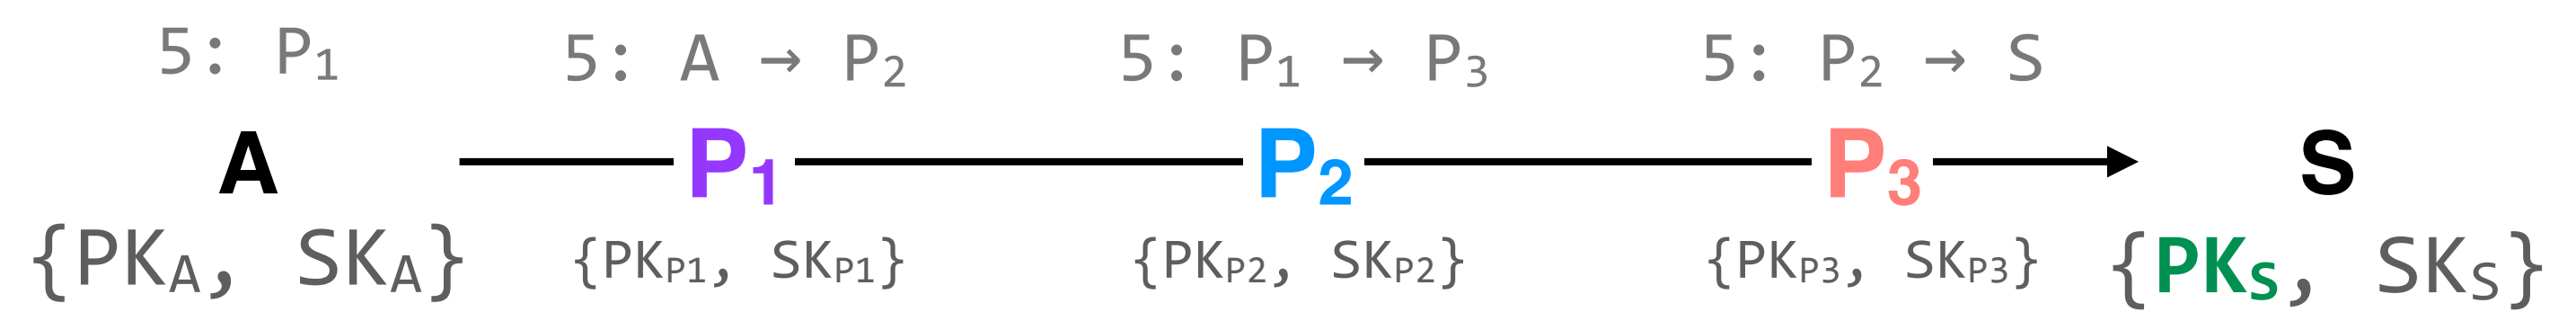 5: P₁ 5: A → P₂ 5: P₁ → P₃ 5: P₂ → S
A P₁ P₂ P₃ S
{PKA, SKA} {PKP1, SKP1} {PKP2, SKP2} {PKP3, SKP3} {PKS, SKS}